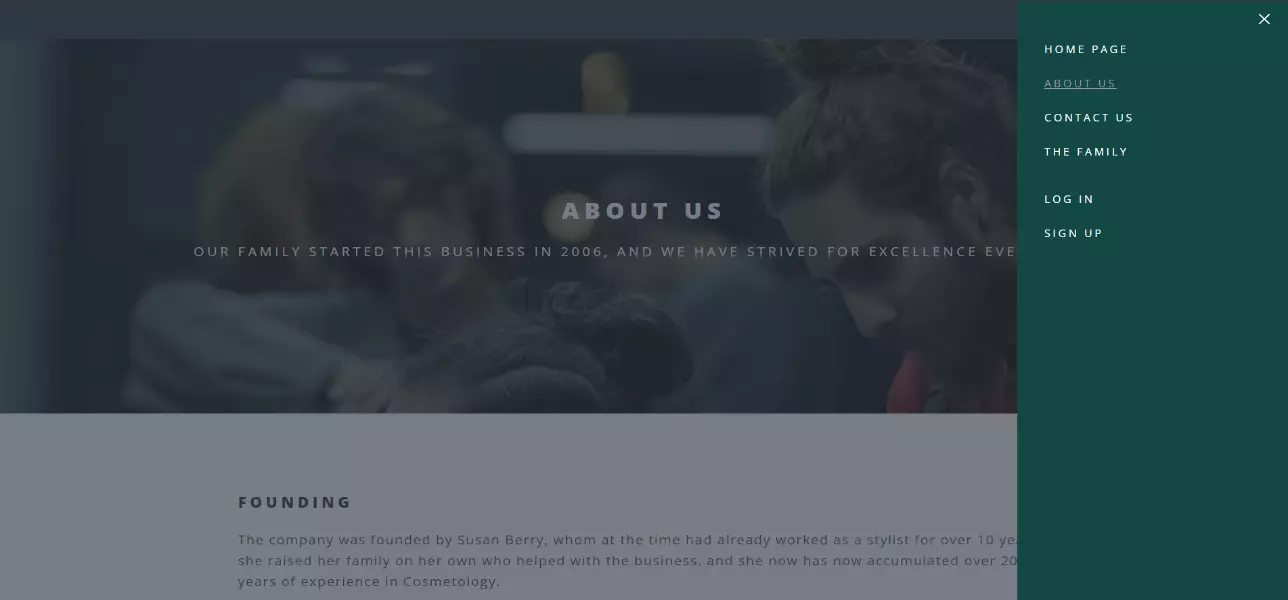 HOME PAGE
ABOUT US
CONTACT US
THE FAMILY
LOG IN
SIGN UP
ABOUT US
OUR FAMILY STARTED THIS BUSINESS IN 2006, AND WE HAVE STRIVED FOR EXCELLENCE EVE
FOUNDING
The company was founded by Susan Berry, whom at the time had already worked as a stylist for over 10 ye
she raised her family on her own who helped with the business. and she now has now accumulated over 20
years of experience in Cosmetology.